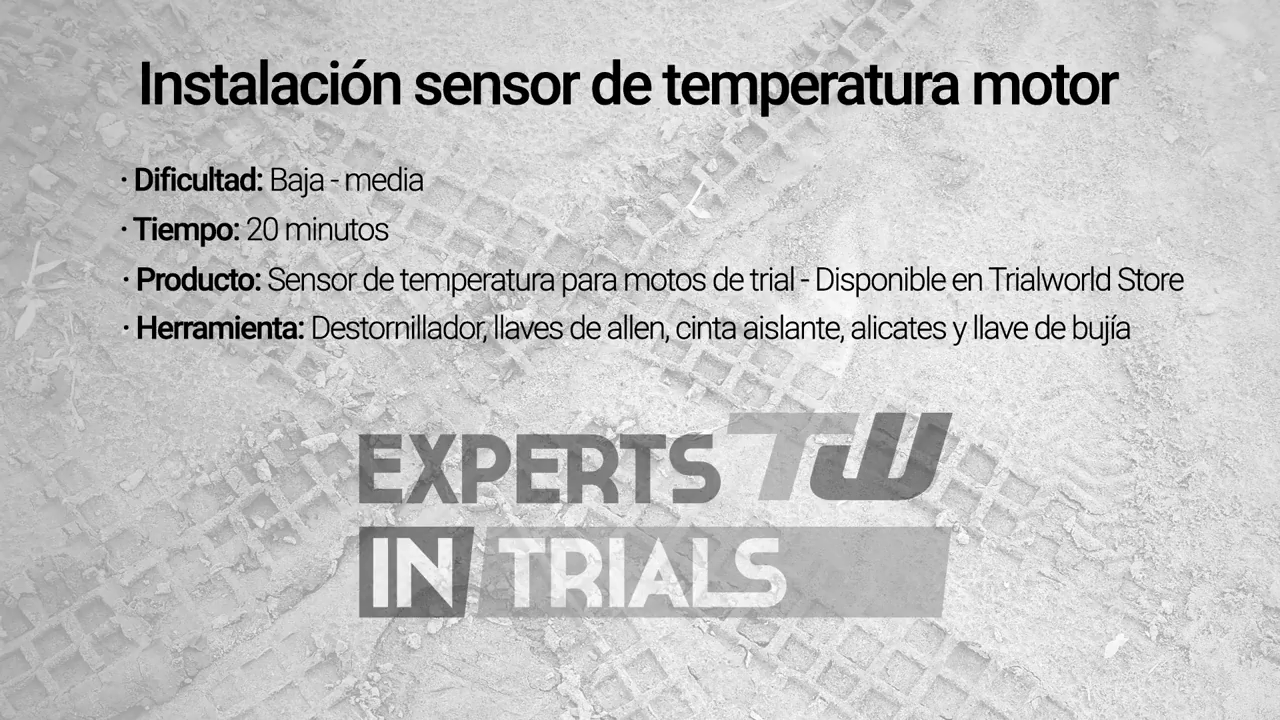 Instalación sensor de temperatura motor
· Dificultad: Baja - media
· Tiempo: 20 minutos
· Producto: Sensor de temperatura para motos de trial - Disponible en Trialworld Store
· Herramienta: Destornillador, llaves de allen, cinta aislante, alicates y llave de bujía
EXPERTS TW
IN TRIALS